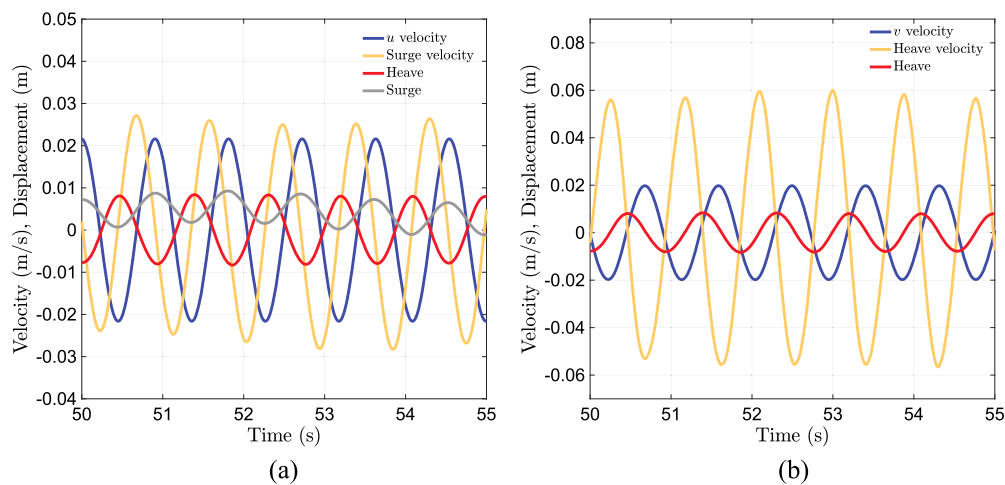 Velocity (m/s), Displacement (m)
0.05
0.04
0.03
0.02
0.01
0
-0.01
-0.02
-0.03
-0.04
u velocity
Surge velocity
Heave
Surge
50
51
52
53
54
55
Time (s)
(a)
Velocity (m/s), Displacement (m)
0.08
0.06
0.04
0.02
0
-0.02
-0.04
-0.06
v velocity
Heave velocity
Heave
50
51
52
53
54
55
Time (s)
(b)